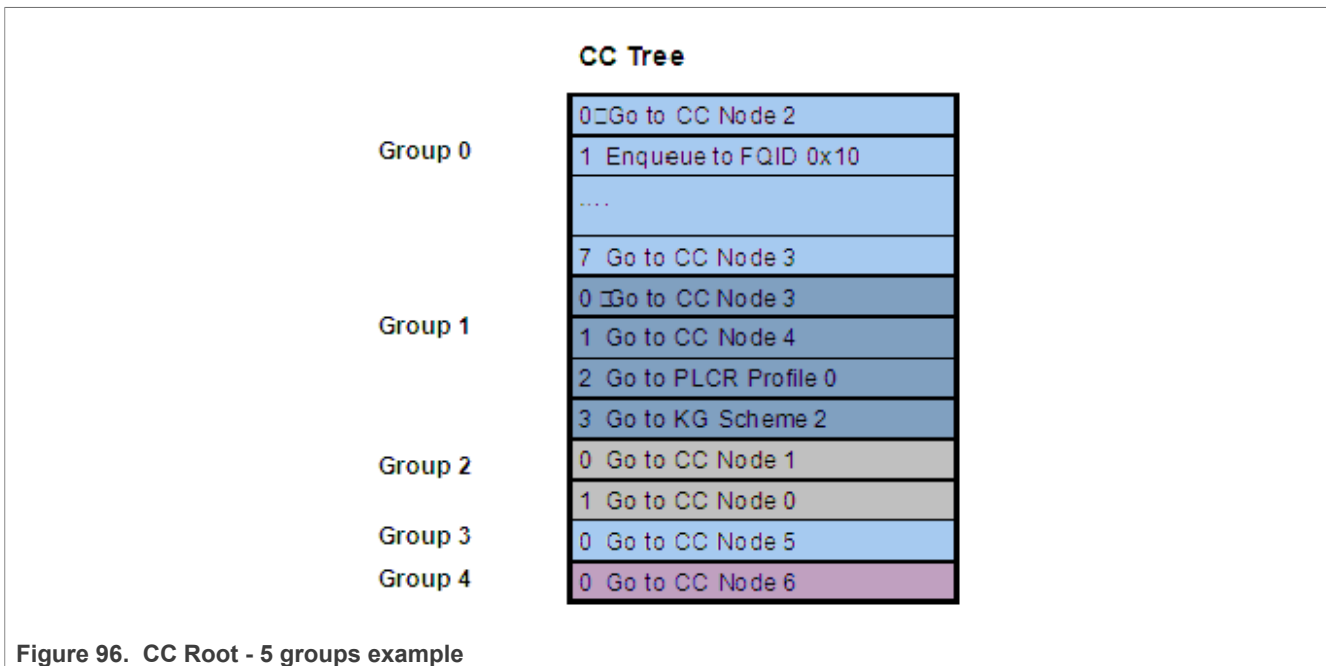 CC Tree
Group 0
0 Go to CC Node 2
1 Enqueue to FQID 0x10
....
7 Go to CC Node 3
Group 1
0 Go to CC Node 3
1 Go to CC Node 4
2 Go to PLCR Profile 0
3 Go to KG Scheme 2
Group 2
0 Go to CC Node 1
1 Go to CC Node 0
Group 3
0 Go to CC Node 5
Group 4
0 Go to CC Node 6
Figure 96. CC Root - 5 groups example